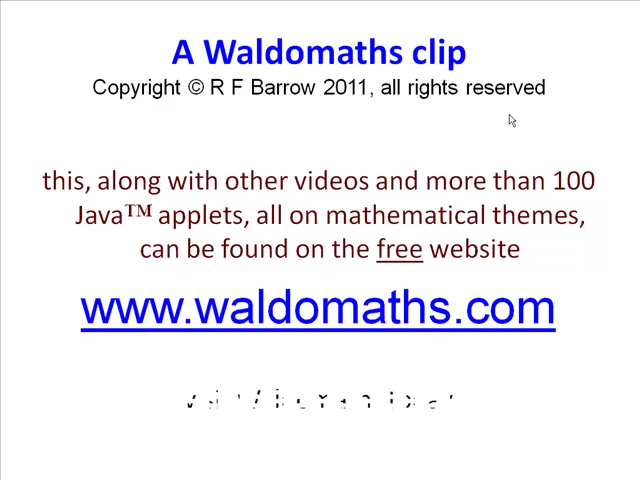 A Waldomaths clip
Copyright © R F Barrow 2011, all rights reserved
this, along with other videos and more than 100
Java™ applets, all on mathematical themes,
can be found on the free website
www.waldomaths.com